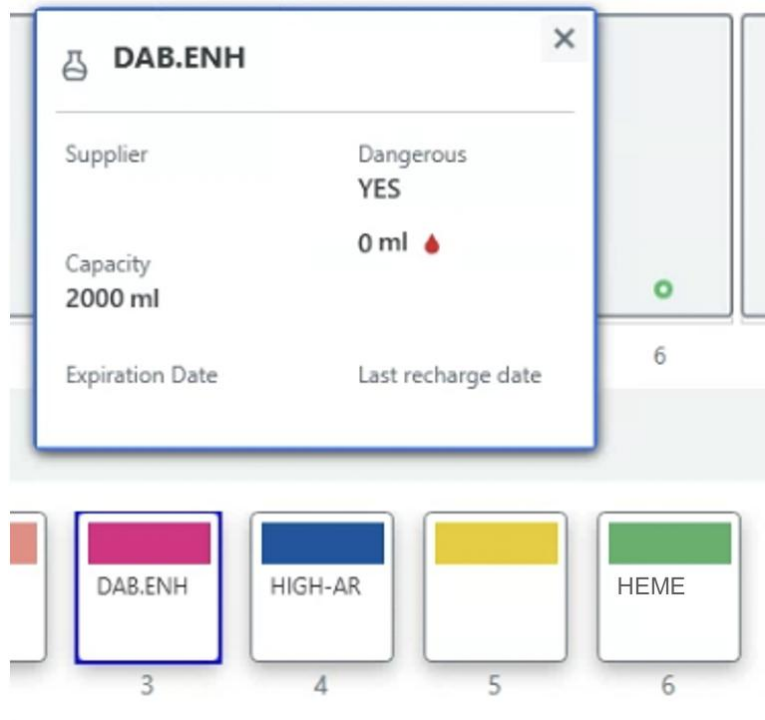 DAB.ENH
Supplier
Dangerous
YES
0 ml
Capacity
2000 ml
Expiration Date
Last recharge date
6
DAB.ENH
HIGH-AR
HEME
3
4
5
6